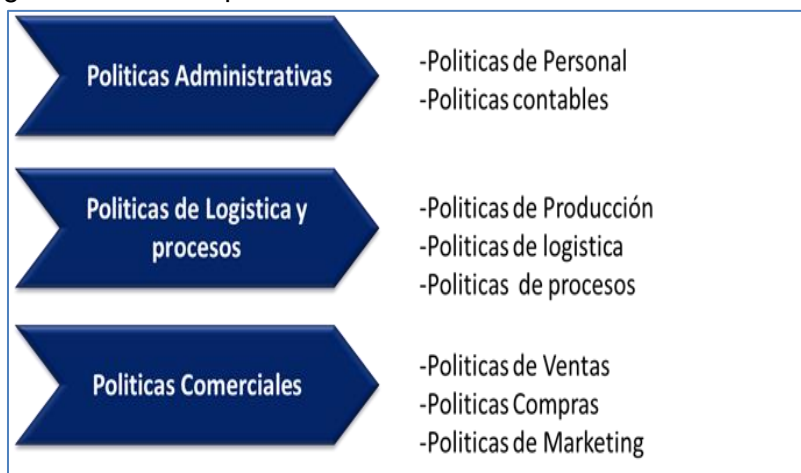 Politicas Administrativas
-Politicas de Personal
-Politicas contables
Politicas de Logistica y
procesos
-Politicas de Producción
-Politicas de logistica
-Politicas de procesos
Politicas Comerciales
-Politicas de Ventas
-Politicas Compras
-Politicas de Marketing